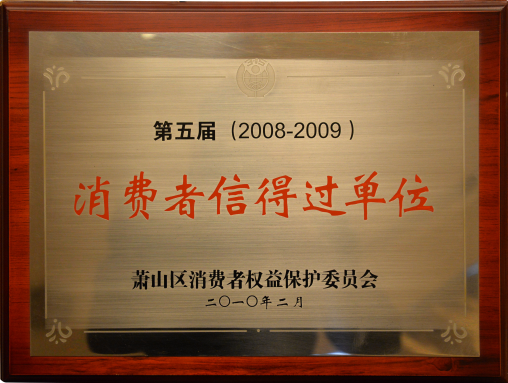 第五届（2008-2009）
消费者信得过单位
萧山区消费者权益保护委员会
二〇一〇年二月